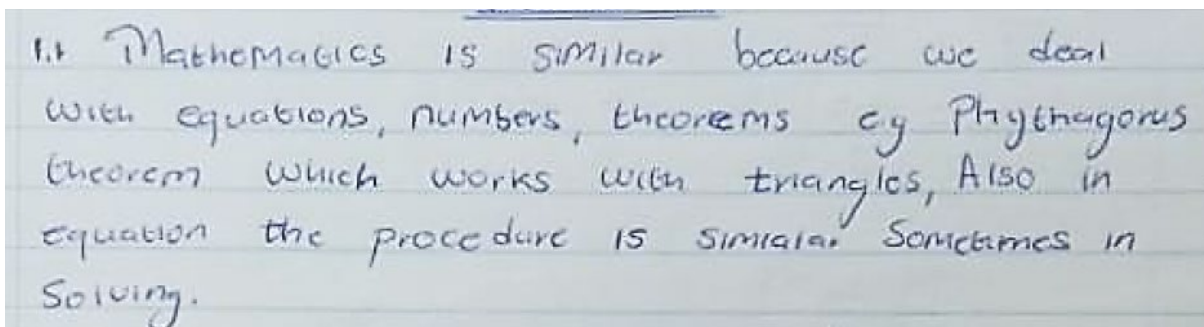 1.1 Mathematics is similar because we deal
with equations, numbers, theorems eg Phythagorus
theorem which works with triangles, Also in
equation the procedure is simialar Sometimes in
Solving.